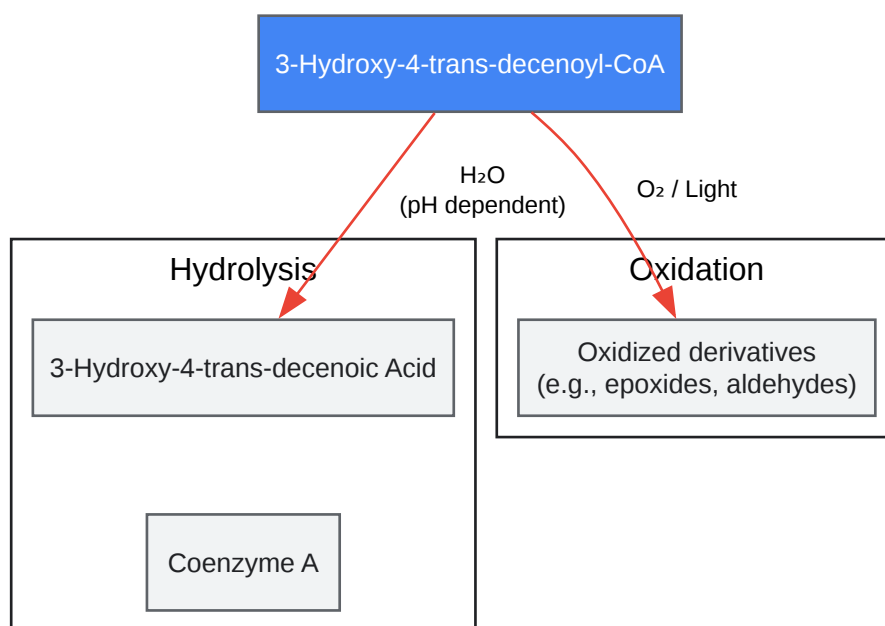 3-Hydroxy-4-trans-decenoyl-CoA
H₂O
(pH dependent)
O₂ / Light
Hydrolysis
Oxidation
3-Hydroxy-4-trans-decenoic Acid
Oxidized derivatives
(e.g., epoxides, aldehydes)
Coenzyme A